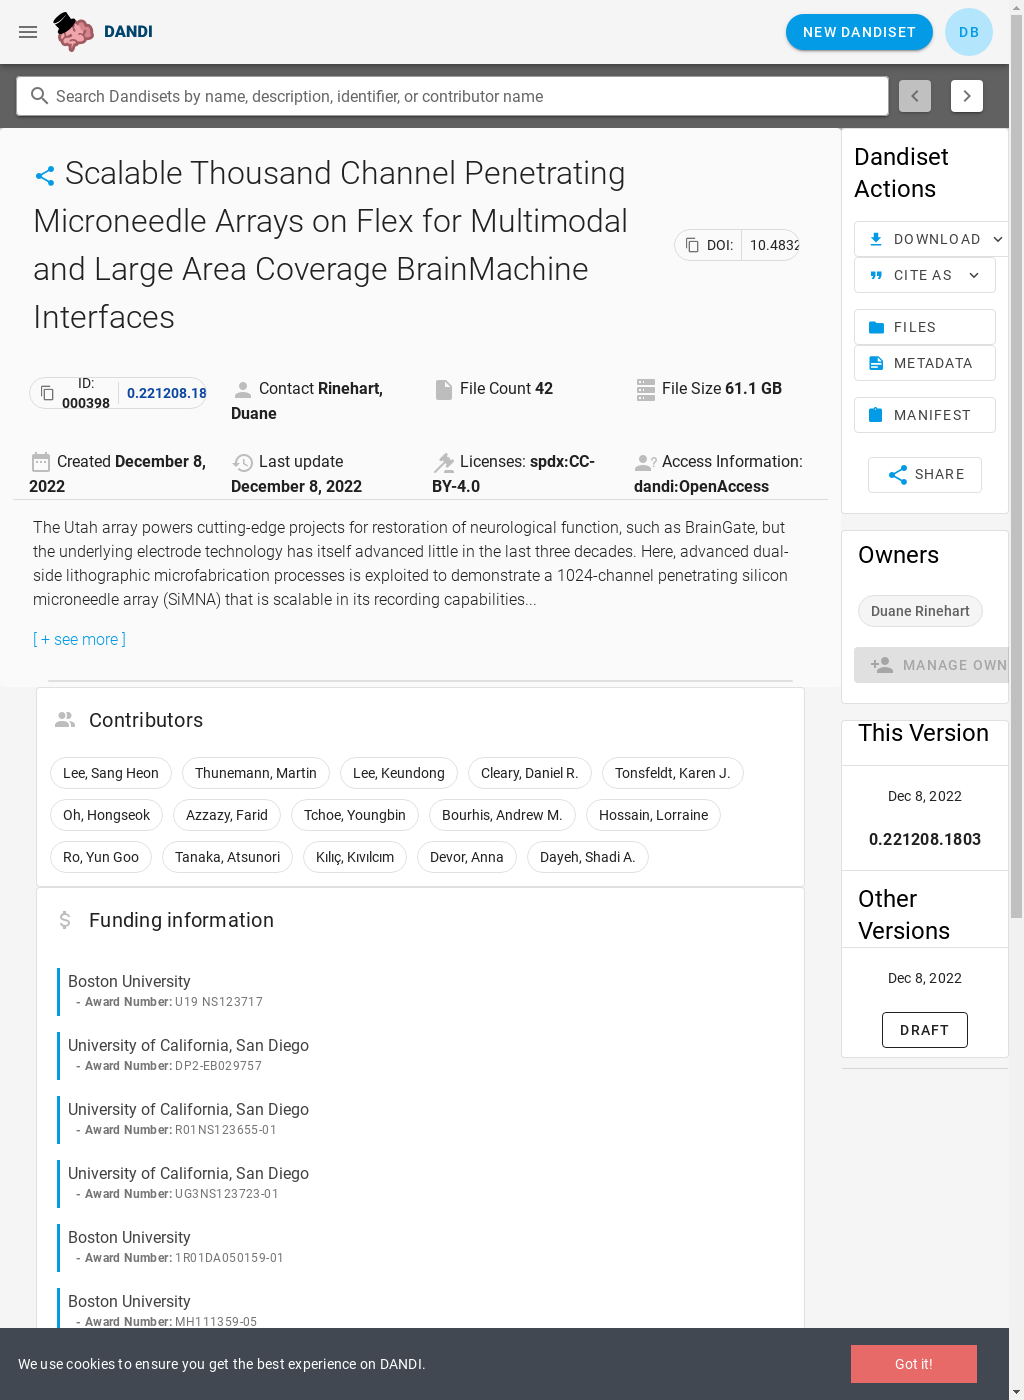 DANDI
NEW DANDISET
DB
Search Dandisets by name, description, identifier, or contributor name
Scalable Thousand Channel Penetrating
Microneedle Arrays on Flex for Multimodal
and Large Area Coverage BrainMachine
Interfaces
DOI: 10.4832
ID:
000398
0.221208.18
Contact Rinehart,
Duane
File Count 42
File Size 61.1 GB
Created December 8,
2022
Last update
December 8, 2022
Licenses: spdx:CC-
BY-4.0
Access Information:
dandi:OpenAccess
The Utah array powers cutting-edge projects for restoration of neurological function, such as BrainGate, but
the underlying electrode technology has itself advanced little in the last three decades. Here, advanced dual-
side lithographic microfabrication processes is exploited to demonstrate a 1024-channel penetrating silicon
microneedle array (SiMNA) that is scalable in its recording capabilities...
[ + see more ]
Contributors
Lee, Sang Heon
Thunemann, Martin
Lee, Keundong
Cleary, Daniel R.
Tonsfeldt, Karen J.
Oh, Hongseok
Azzazy, Farid
Tchoe, Youngbin
Bourhis, Andrew M.
Hossain, Lorraine
Ro, Yun Goo
Tanaka, Atsunori
Kılıç, Kıvılcım
Devor, Anna
Dayeh, Shadi A.
Funding information
Boston University
- Award Number: U19 NS123717
University of California, San Diego
- Award Number: DP2-EB029757
University of California, San Diego
- Award Number: R01NS123655-01
University of California, San Diego
- Award Number: UG3NS123723-01
Boston University
- Award Number: 1R01DA050159-01
Boston University
- Award Number: MH111359-05
Dandiset
Actions
DOWNLOAD
CITE AS
FILES
METADATA
MANIFEST
SHARE
Owners
Duane Rinehart
MANAGE OWN
This Version
Dec 8, 2022
0.221208.1803
Other
Versions
Dec 8, 2022
DRAFT
We use cookies to ensure you get the best experience on DANDI.
Got it!